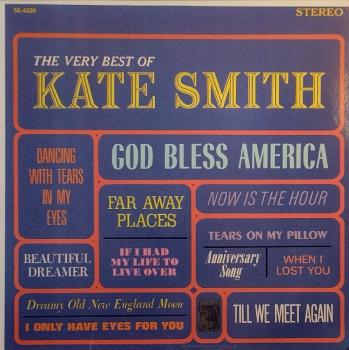 SE-4220
STEREO
THE VERY BEST OF
KATE SMITH
DANCING
WITH TEARS
IN MY
EYES
GOD BLESS AMERICA
FAR AWAY
PLACES
NOW IS THE HOUR
TEARS ON MY PILLOW
BEAUTIFUL
DREAMER
IF I HAD
MY LIFE TO
LIVE OVER
Anniversary
Song
WHEN I
LOST YOU
Dreamy Old New England Moon
I ONLY HAVE EYES FOR YOU
MGM
TILL WE MEET AGAIN